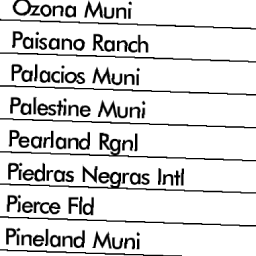 Ozona Muni
Paisano Ranch
Palacios Muni
Palestine Muni
Pearland Rgnl
Piedras Negras Intl
Pierce Fld
Pineland Muni